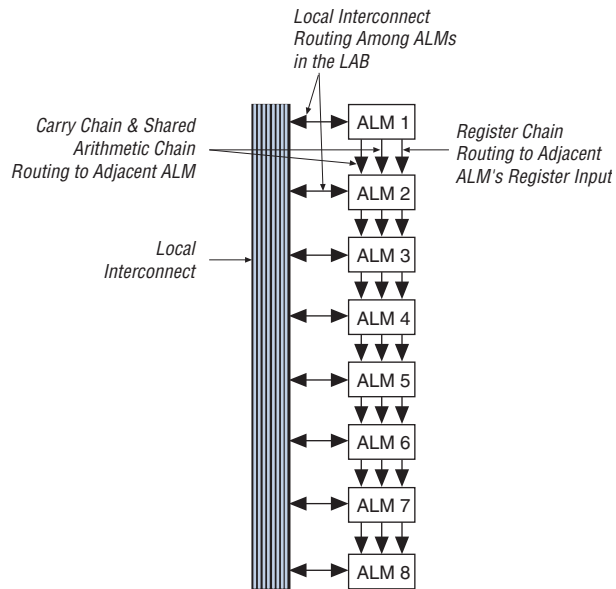 Local Interconnect
Routing Among ALMs
in the LAB
Carry Chain & Shared
Arithmetic Chain
Routing to Adjacent ALM
Register Chain
Routing to Adjacent
ALM's Register Input
Local
Interconnect
ALM 1
ALM 2
ALM 3
ALM 4
ALM 5
ALM 6
ALM 7
ALM 8